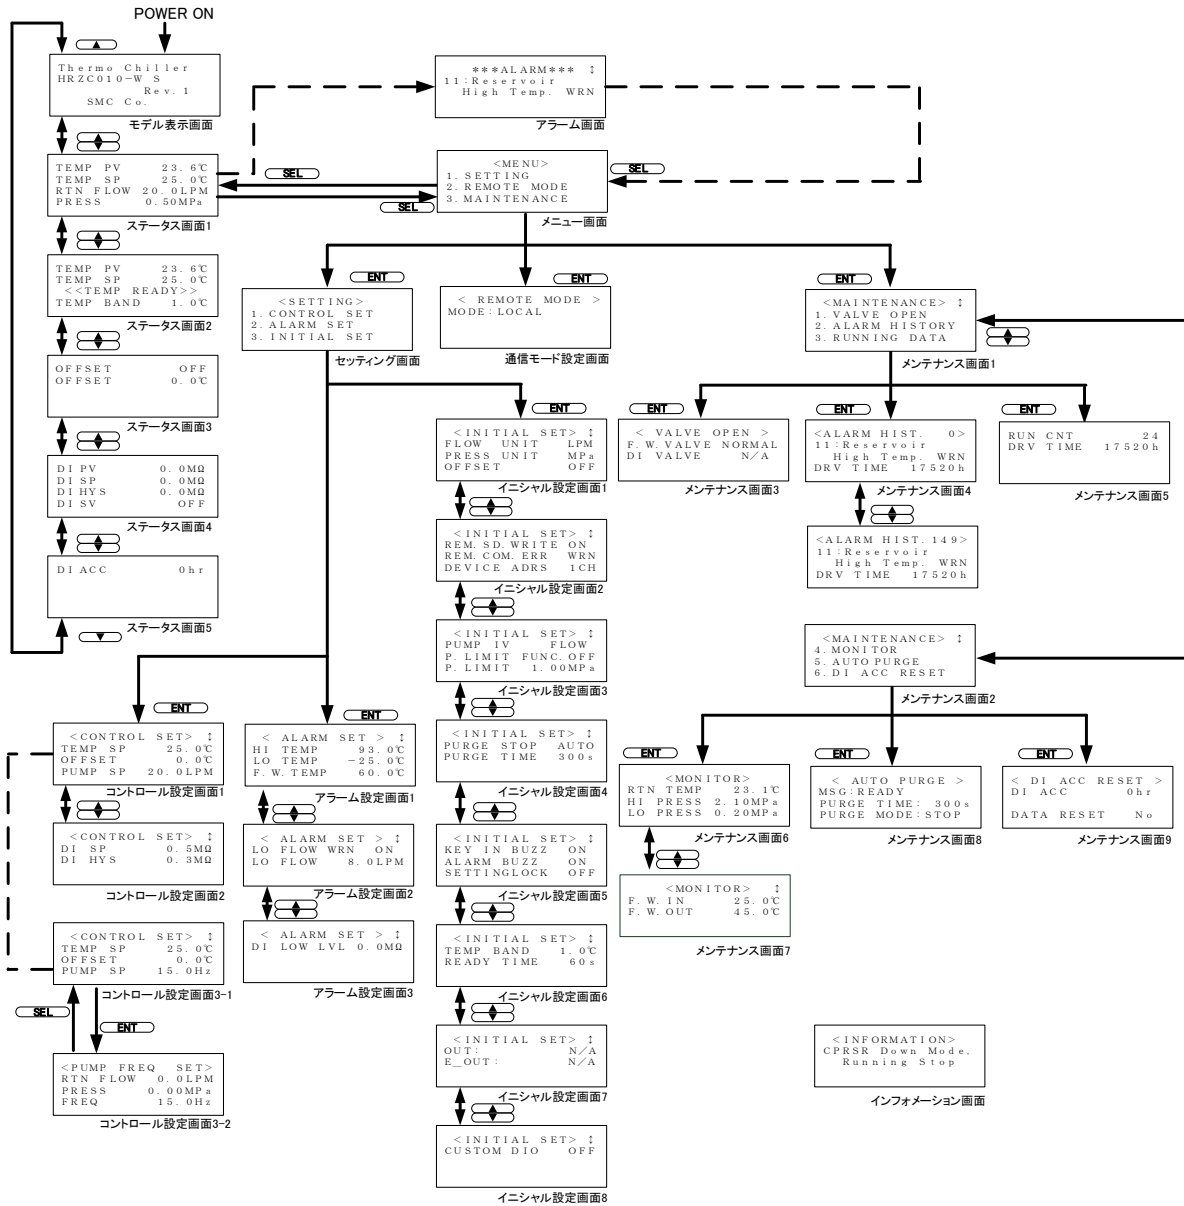 POWER ON
Thermo Chiller
HRZC010-W S
Rev. 1
SMC Co.
モデル表示画面
TEMP PV 23.6℃
TEMP SP 25.0℃
RTN FLOW 20.0LPM
PRESS 0.50MPa
ステータス画面1
TEMP PV 23.6℃
TEMP SP 25.0℃
<<TEMP READY>>
TEMP BAND 1.0℃
ステータス画面2
OFFSET OFF
OFFSET 0.0℃
ステータス画面3
DI PV 0.0MΩ
DI SP 0.0MΩ
DI HYS 0.0MΩ
DI SV OFF
ステータス画面4
DI ACC 0hr
ステータス画面5
***ALARM*** ↕
11:Reservoir
High Temp. WRN
アラーム画面
SEL
SEL
SEL
<MENU>
1. SETTING
2. REMOTE MODE
3. MAINTENANCE
メニュー画面
ENT
<SETTING>
1. CONTROL SET
2. ALARM SET
3. INITIAL SET
セッティング画面
ENT
< REMOTE MODE >
MODE:LOCAL
通信モード設定画面
ENT
<MAINTENANCE> ↕
1. VALVE OPEN
2. ALARM HISTORY
3. RUNNING DATA
メンテナンス画面1
ENT
<INITIAL SET> ↕
FLOW UNIT LPM
PRESS UNIT MPa
OFFSET OFF
イニシャル設定画面1
<INITIAL SET> ↕
REM. SD. WRITE ON
REM. COM. ERR WRN
DEVICE ADRS 1CH
イニシャル設定画面2
<INITIAL SET> ↕
PUMP IV FLOW
P. LIMIT FUNC. OFF
P. LIMIT 1.00MPa
イニシャル設定画面3
<INITIAL SET> ↕
PURGE STOP AUTO
PURGE TIME 300s
イニシャル設定画面4
<INITIAL SET> ↕
KEY IN BUZZ ON
ALARM BUZZ ON
SETTINGLOCK OFF
イニシャル設定画面5
<INITIAL SET> ↕
TEMP BAND 1.0℃
READY TIME 60s
イニシャル設定画面6
<INITIAL SET> ↕
OUT: N/A
E_OUT: N/A
イニシャル設定画面7
<INITIAL SET> ↕
CUSTOM DIO OFF
イニシャル設定画面8
ENT
< VALVE OPEN >
F. W. VALVE NORMAL
DI VALVE N/A
メンテナンス画面3
ENT
<ALARM HIST. 0>
11:Reservoir
High Temp. WRN
DRV TIME 17520h
メンテナンス画面4
<ALARM HIST. 149>
11:Reservoir
High Temp. WRN
DRV TIME 17520h
ENT
RUN CNT 24
DRV TIME 17520h
メンテナンス画面5
<MAINTENANCE> ↕
4. MONITOR
5. AUTO PURGE
6. DI ACC RESET
メンテナンス画面2
ENT
<MONITOR>
RTN TEMP 23.1℃
HI PRESS 2.10MPa
LO PRESS 0.20MPa
メンテナンス画面6
<MONITOR> ↕
F. W. IN 25.0℃
F. W. OUT 45.0℃
メンテナンス画面7
ENT
< AUTO PURGE >
MSG:READY
PURGE TIME: 300s
PURGE MODE:STOP
メンテナンス画面8
ENT
< DI ACC RESET >
DI ACC 0hr
DATA RESET No
メンテナンス画面9
ENT
<CONTROL SET> ↕
TEMP SP 25.0℃
OFFSET 0.0℃
PUMP SP 20.0LPM
コントロール設定画面1
<CONTROL SET> ↕
DI SP 0.5MΩ
DI HYS 0.3MΩ
コントロール設定画面2
<CONTROL SET> ↕
TEMP SP 25.0℃
OFFSET 0.0℃
PUMP SP 15.0Hz
コントロール設定画面3-1
SEL
ENT
<PUMP FREQ SET>
RTN FLOW 0.0LPM
PRESS 0.00MPa
FREQ 15.0Hz
コントロール設定画面3-2
ENT
< ALARM SET > ↕
HI TEMP 93.0℃
LO TEMP -25.0℃
F. W. TEMP 60.0℃
アラーム設定画面1
< ALARM SET > ↕
LO FLOW WRN ON
LO FLOW 8.0LPM
アラーム設定画面2
< ALARM SET > ↕
DI LOW LVL 0.0MΩ
アラーム設定画面3
<INFORMATION>
CPRSR Down Mode,
Running Stop
インフォメーション画面